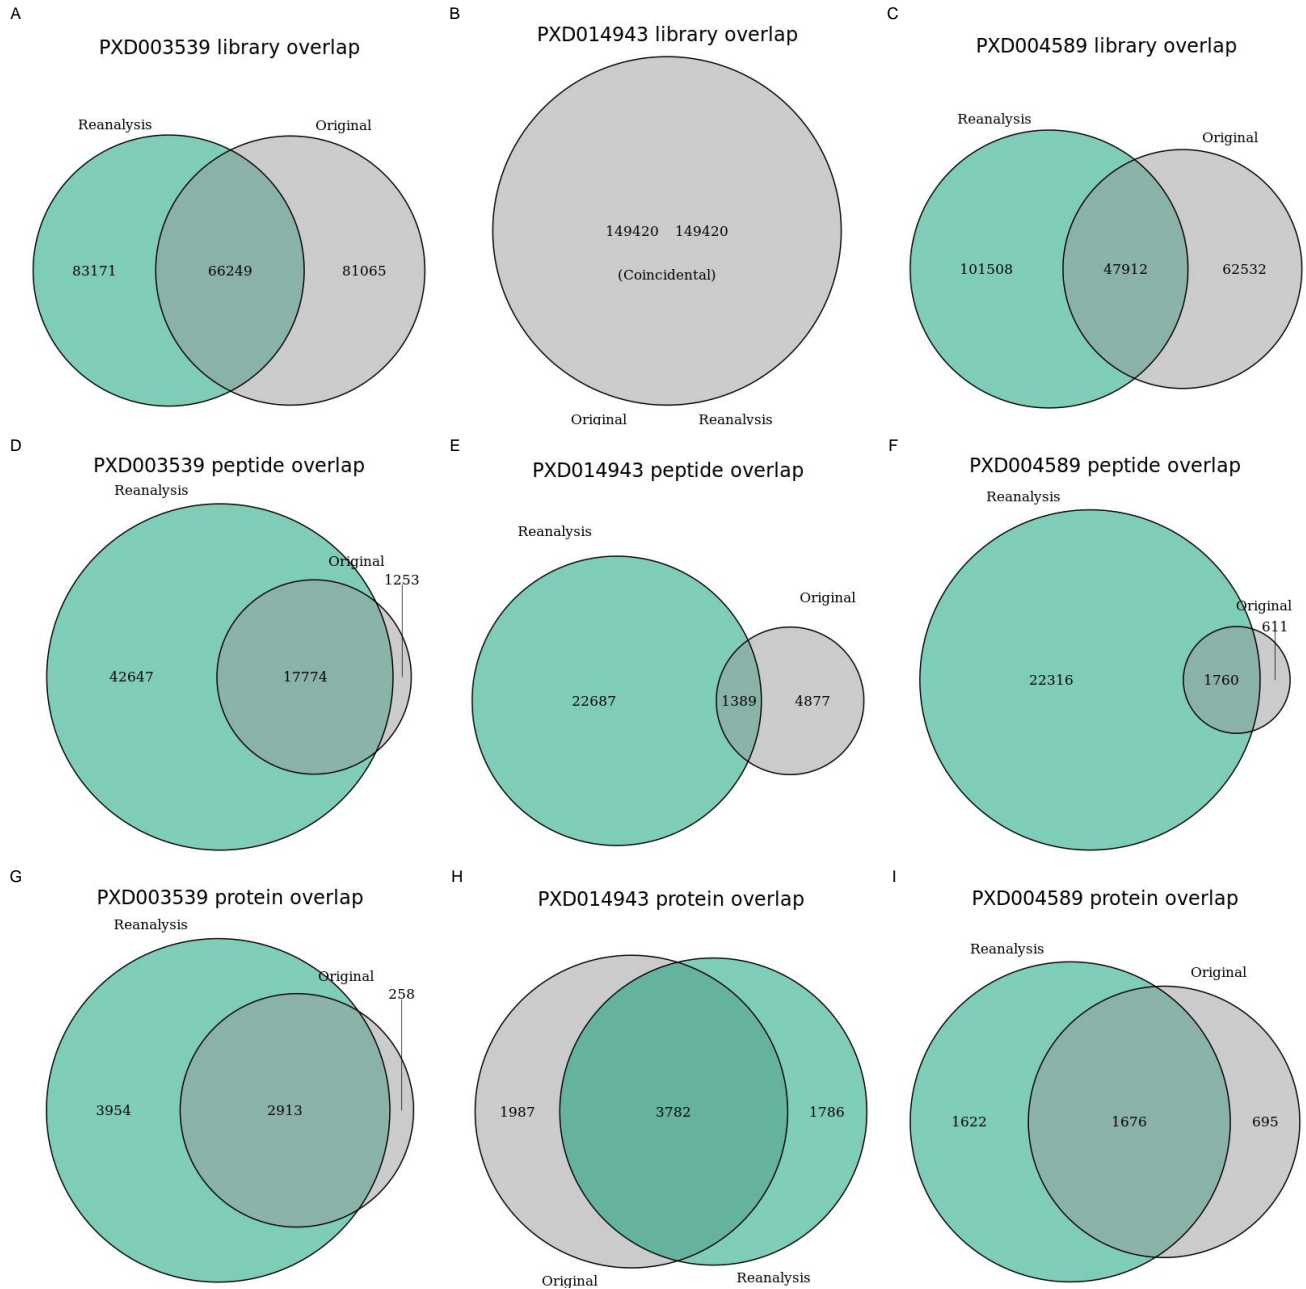 A
PXD003539 library overlap
Reanalysis
Original
83171
66249
81065
B
PXD014943 library overlap
149420 149420
(Coincidental)
Original
Reanalysis
C
PXD004589 library overlap
Reanalysis
Original
101508
47912
62532
D
PXD003539 peptide overlap
Reanalysis
Original
1253
42647
17774
E
PXD014943 peptide overlap
Reanalysis
Original
22687
1389
4877
F
PXD004589 peptide overlap
Reanalysis
Original
611
22316
1760
G
PXD003539 protein overlap
Reanalysis
Original
258
3954
2913
H
PXD014943 protein overlap
1987
3782
1786
Original
Reanalysis
I
PXD004589 protein overlap
Reanalysis
Original
1622
1676
695